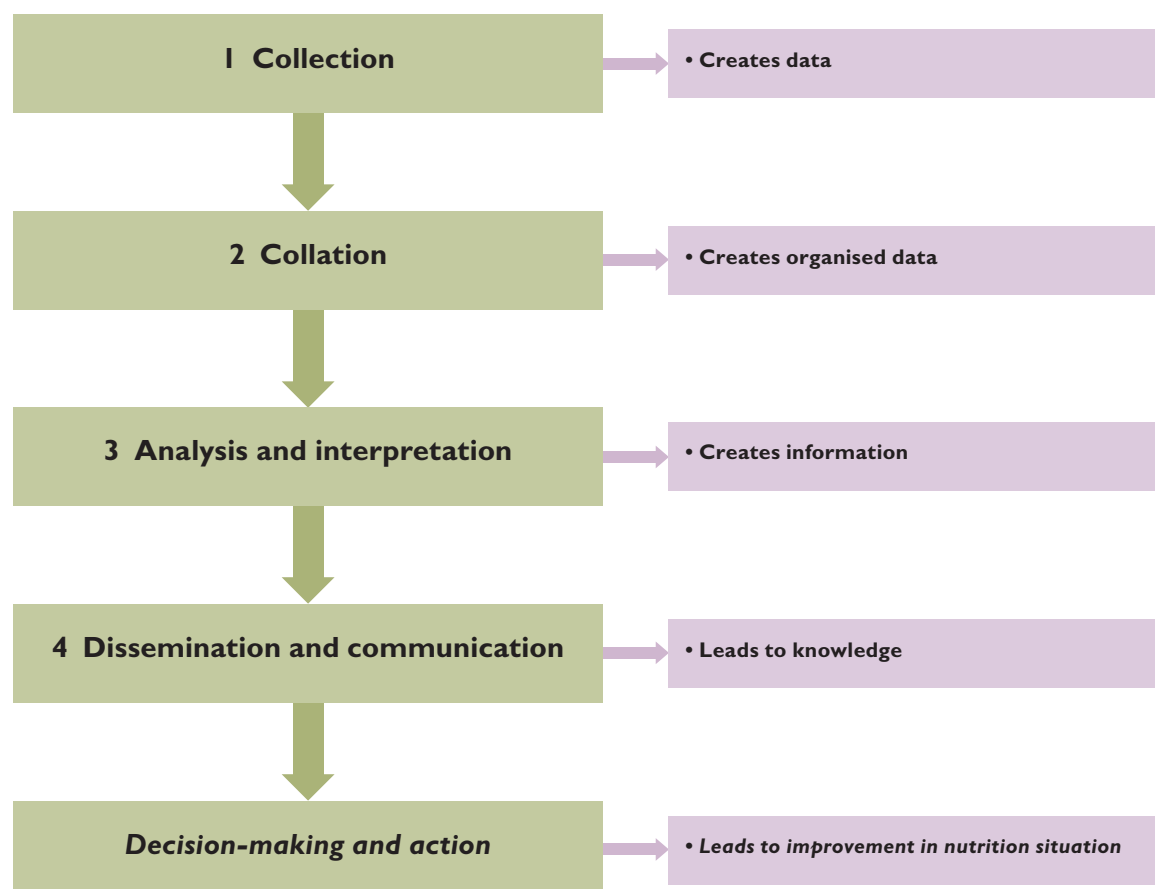 1 Collection
• Creates data
2 Collation
• Creates organised data
3 Analysis and interpretation
• Creates information
4 Dissemination and communication
• Leads to knowledge
Decision-making and action
• Leads to improvement in nutrition situation